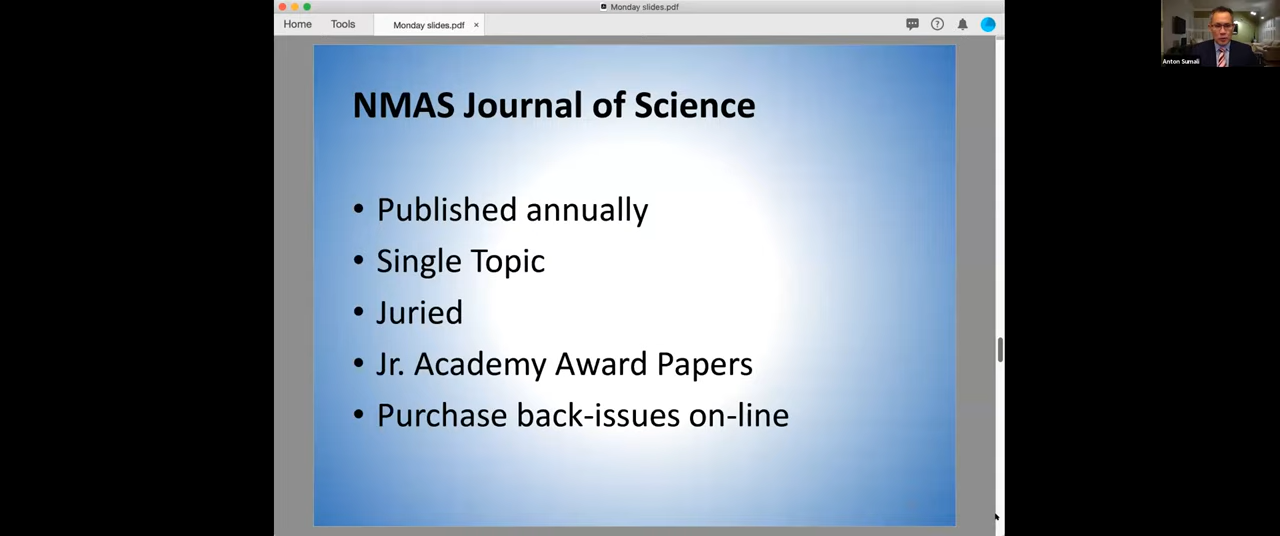 Monday slides.pdf
Home Tools Monday slides.pdf ×
Anton Sumali
NMAS Journal of Science
• Published annually
• Single Topic
• Juried
• Jr. Academy Award Papers
• Purchase back-issues on-line